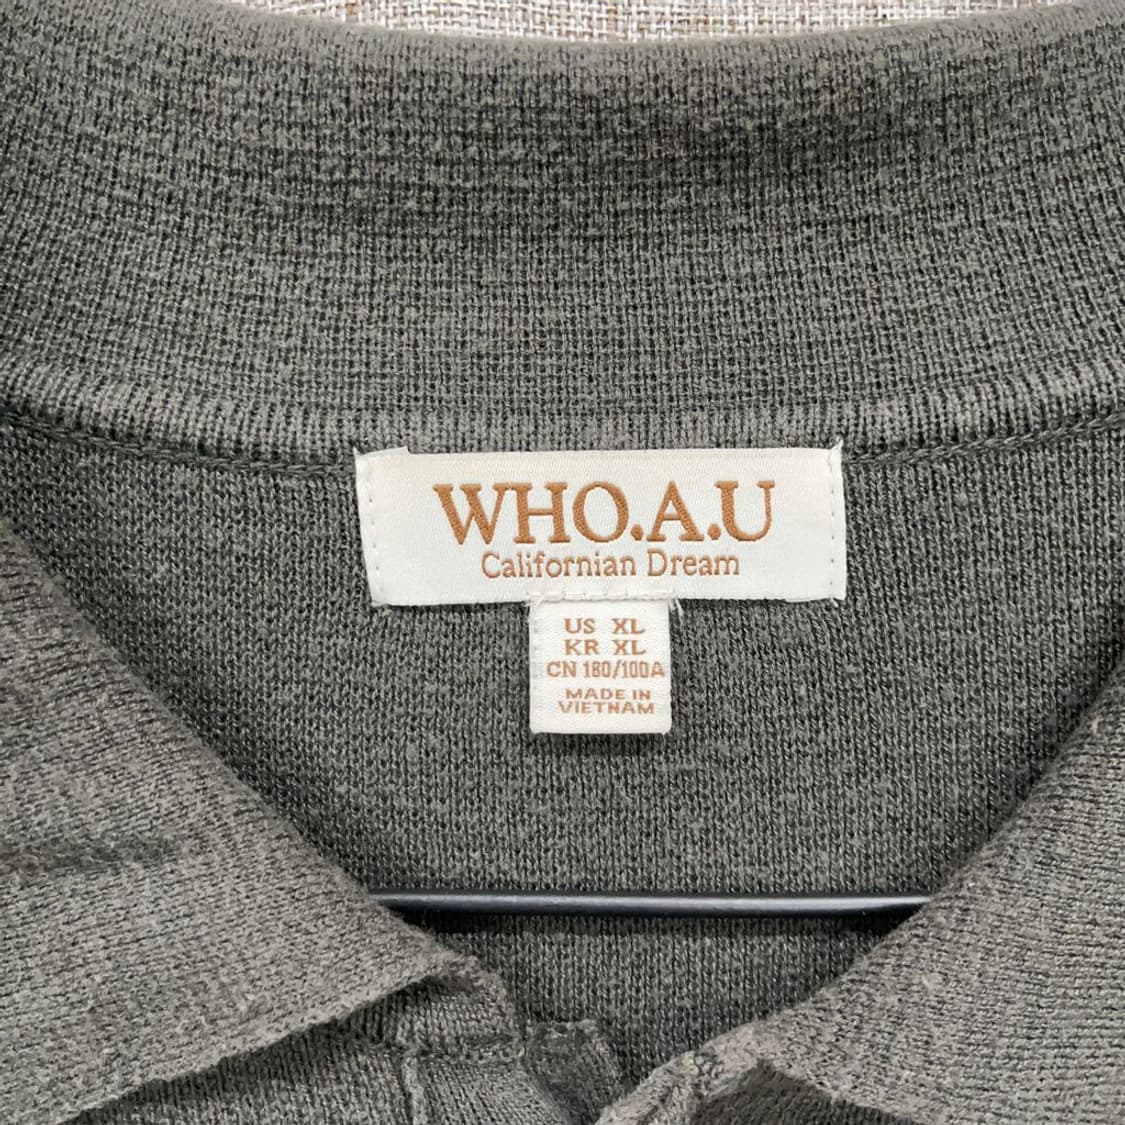 WHO.A.U
Californian Dream
US XL
KR XL
CN 180/100A
MADE IN
VIETNAM